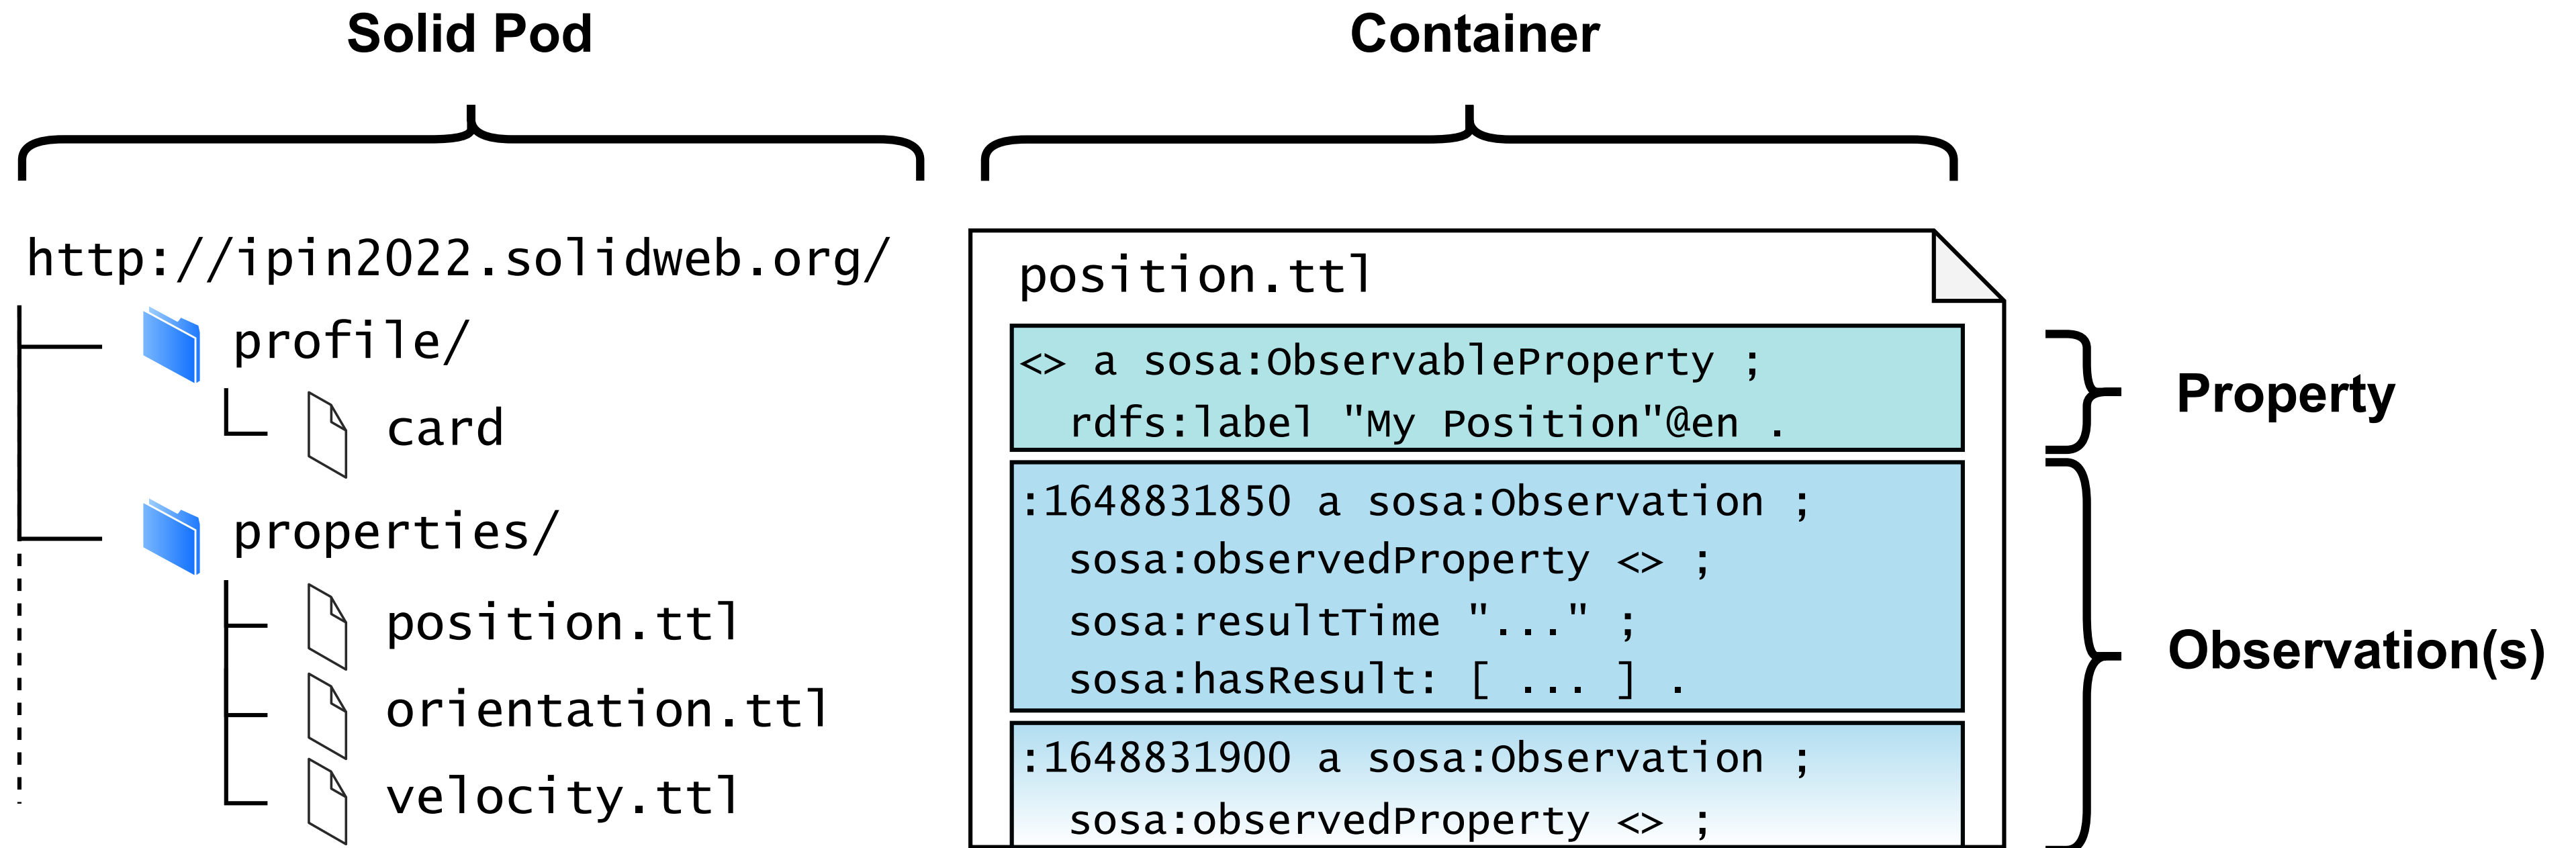 Solid Pod
http://ipin2022.solidweb.org/
profile/
card
properties/
position.ttl
orientation.ttl
velocity.ttl
Container
position.ttl
<> a sosa:ObservableProperty ;
rdfs:label "My Position"@en .
:1648831850 a sosa:Observation ;
sosa:observedProperty <> ;
sosa:resultTime "..." ;
sosa:hasResult: [ ... ] .
:1648831900 a sosa:Observation ;
sosa:observedProperty <> ;
Property
Observation(s)